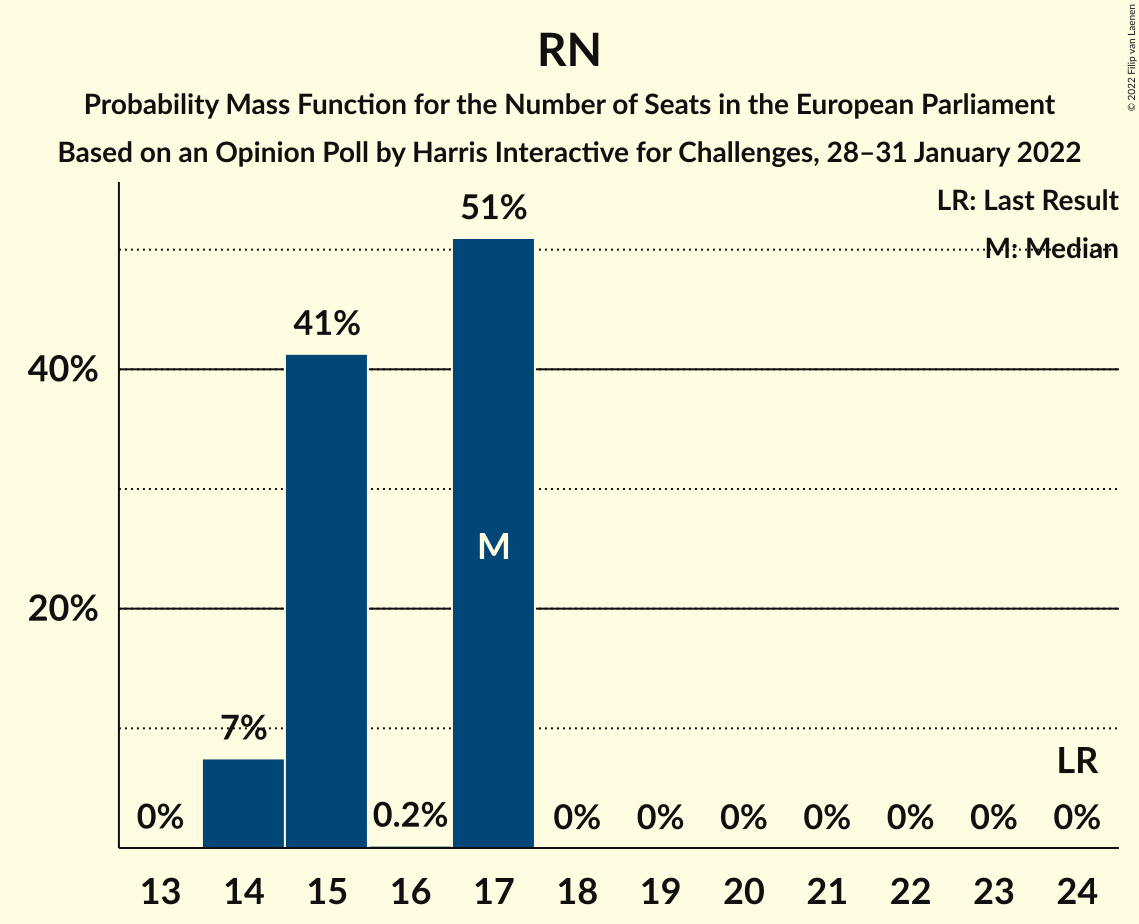 © 2022 Filip van Laenen
RN
Probability Mass Function for the Number of Seats in the European Parliament
Based on an Opinion Poll by Harris Interactive for Challenges, 28–31 January 2022
LR: Last Result
M: Median
51%
41%
40%
M
20%
7%
LR
0% 0.2% 0% 0% 0% 0% 0% 0% 0%
13 14 15 16 17 18 19 20 21 22 23 24